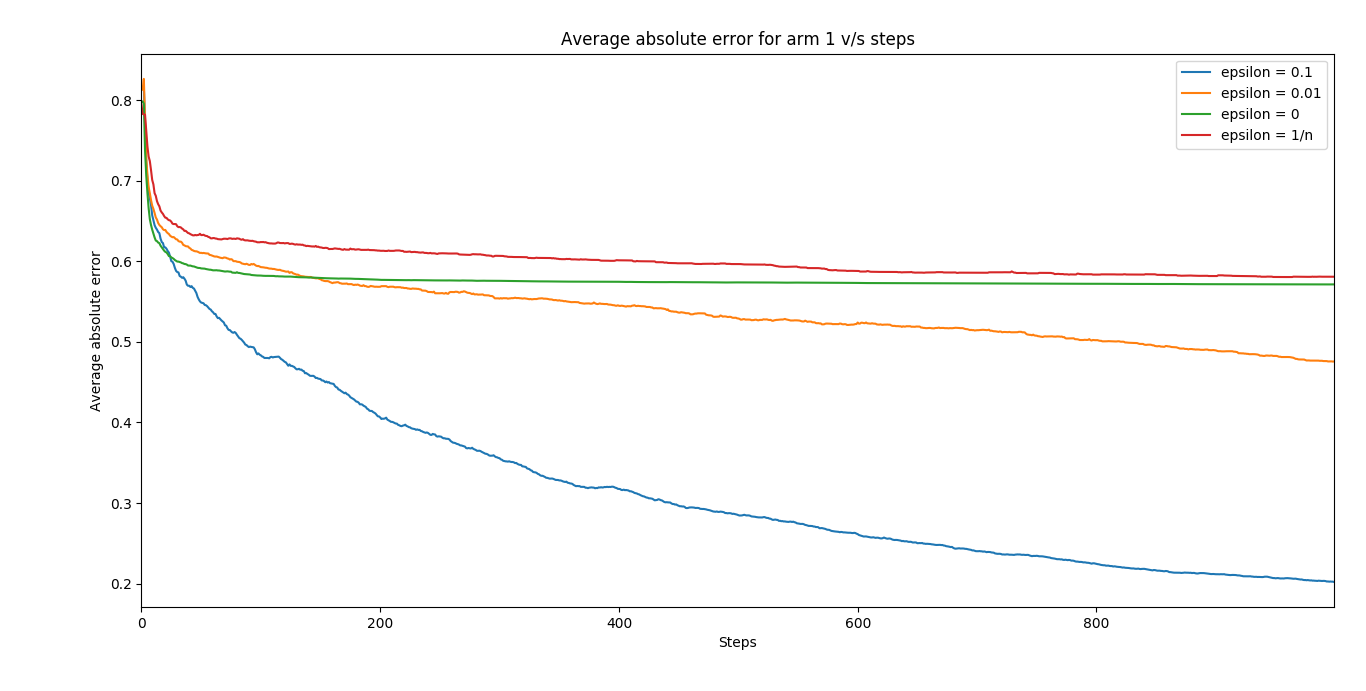 Average absolute error for arm 1 v/s steps
epsilon = 0.1
epsilon = 0.01
epsilon = 0
epsilon = 1/n
Average absolute error
0.8
0.7
0.6
0.5
0.4
0.3
0.2
0 200 400 600 800
Steps